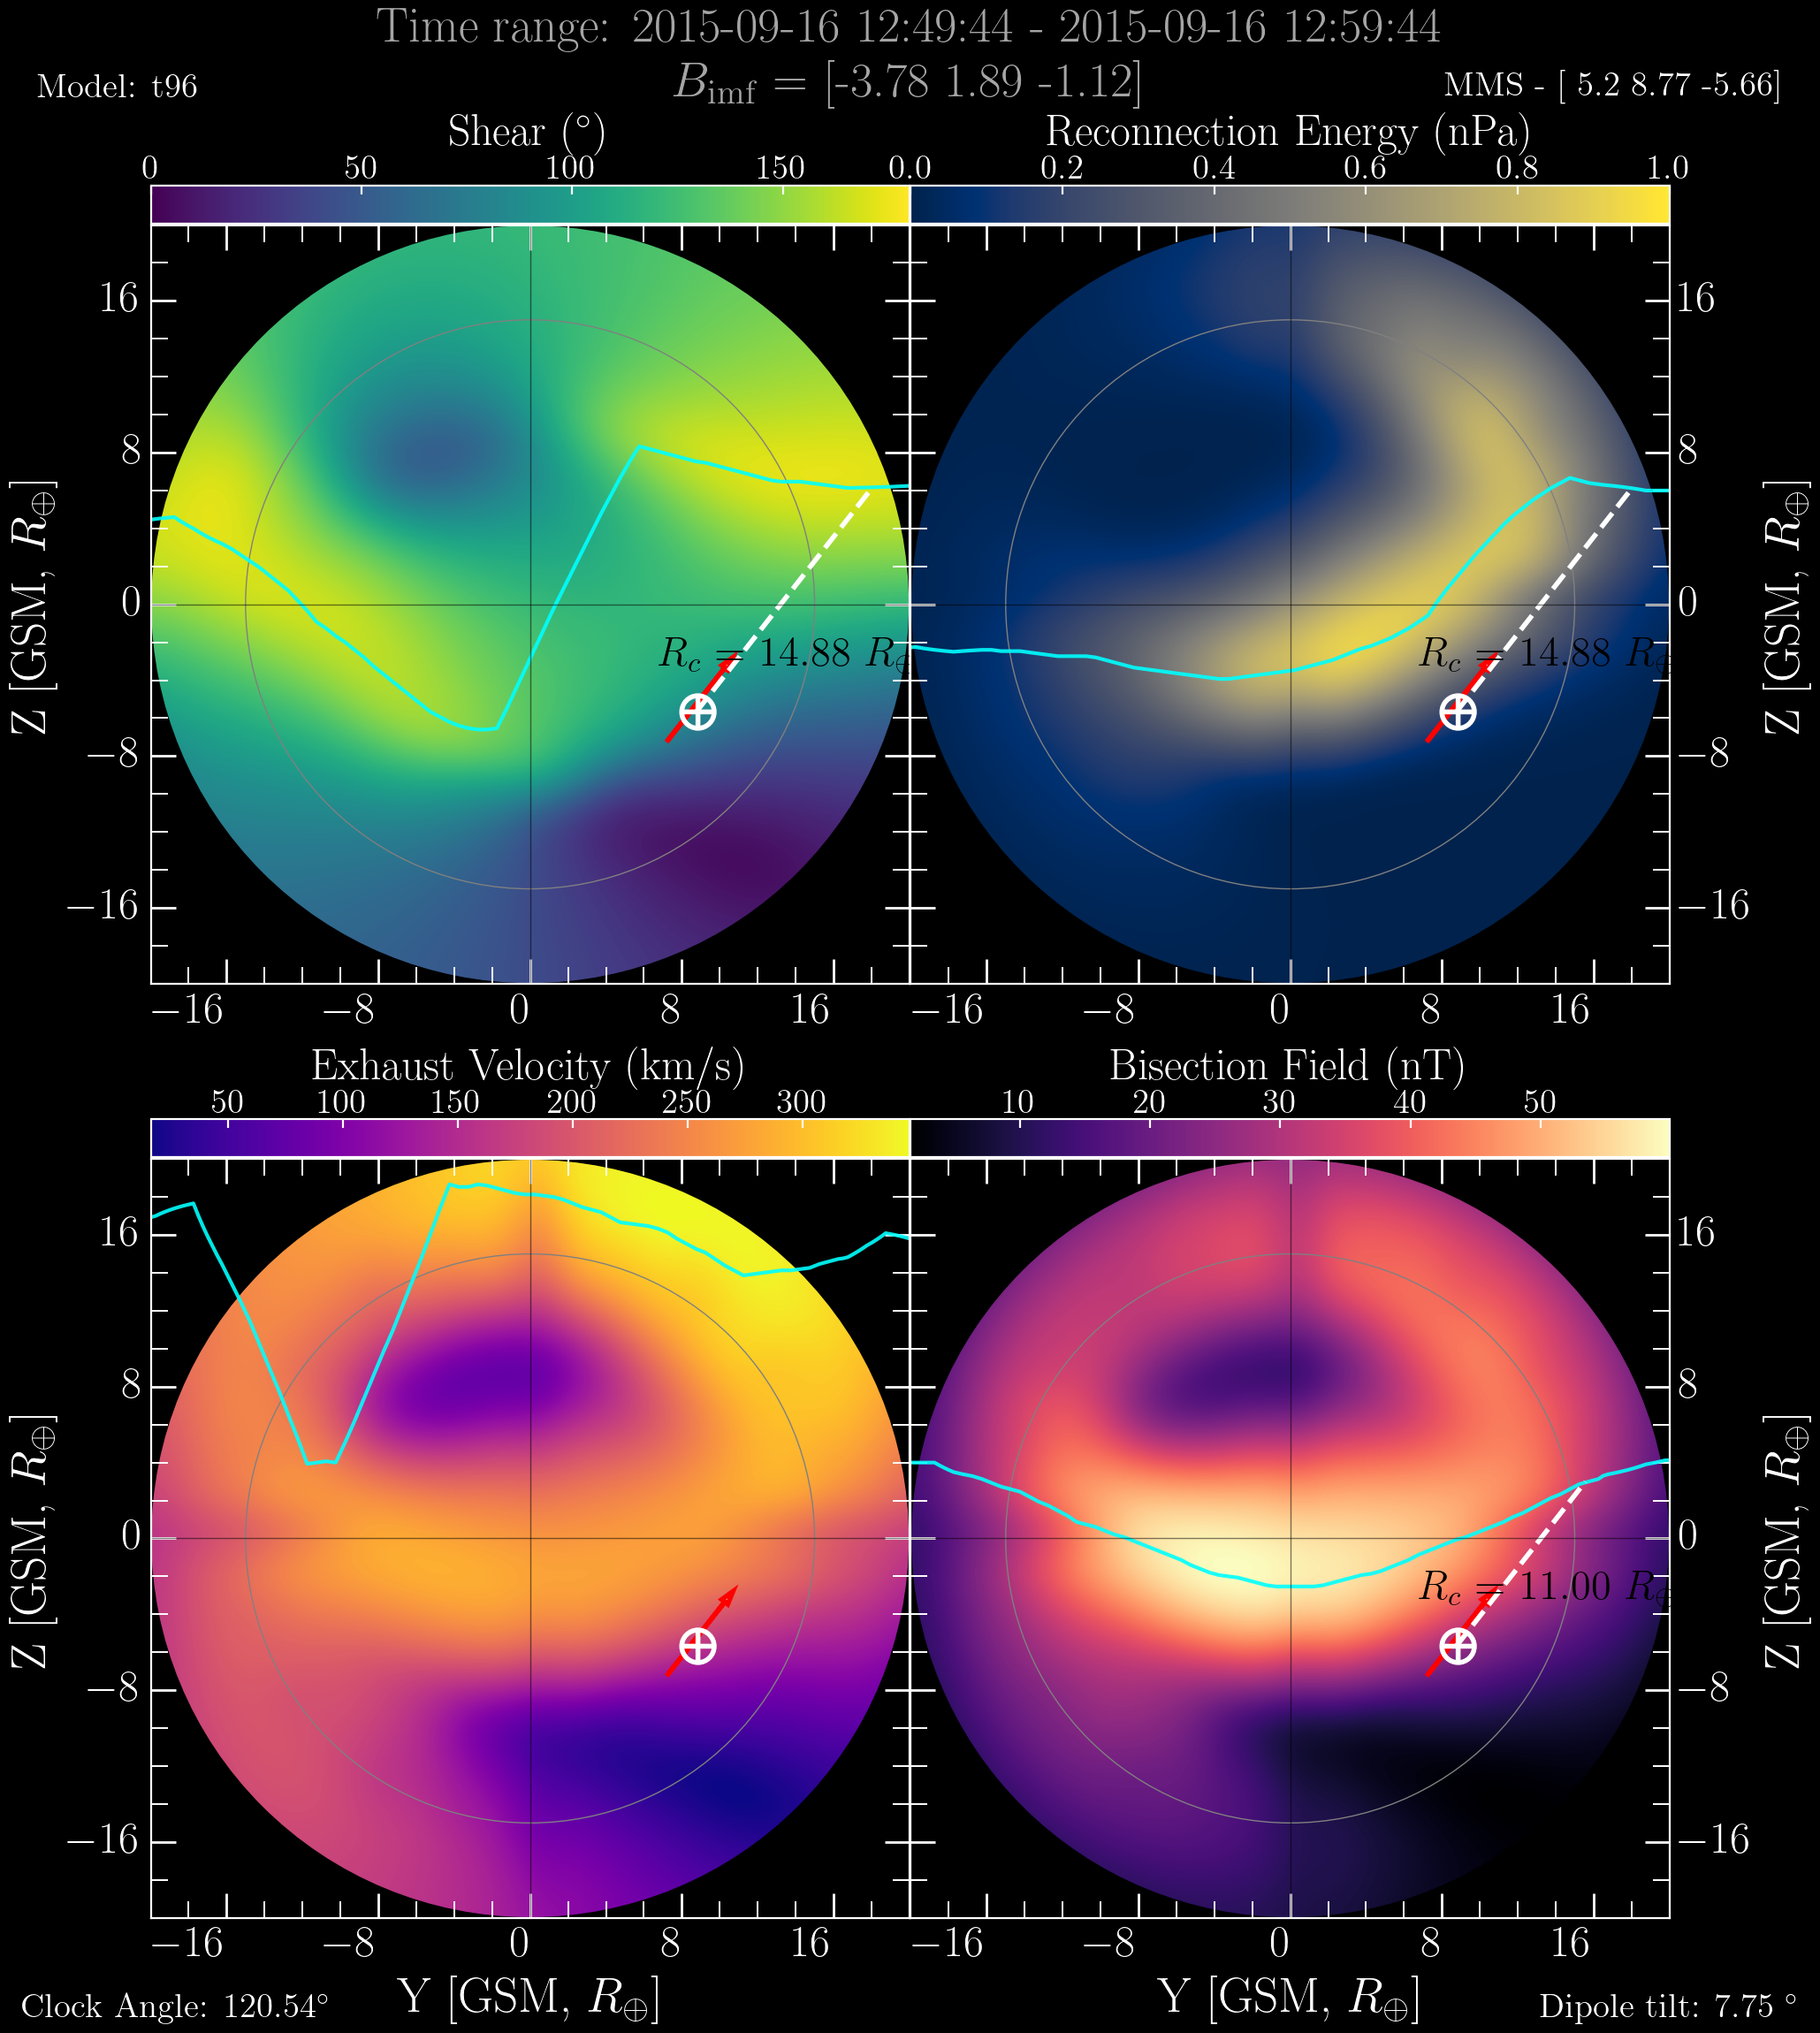 Time range: 2015-09-16 12:49:44 - 2015-09-16 12:59:44
Model: t96
B_imf = [-3.78 1.89 -1.12]
MMS - [ 5.2 8.77 -5.66]
Shear (°)
Reconnection Energy (nPa)
0 50 100 150
0.0 0.2 0.4 0.6 0.8 1.0
16
8
0
−8
−16
Z [GSM, R⊕]
R_c = 14.88 R⊕
R_c = 14.88 R⊕
16
8
0
−8
−16
Z [GSM, R⊕]
−16 −8 0 8 16
−16 −8 0 8 16
Exhaust Velocity (km/s)
Bisection Field (nT)
50 100 150 200 250 300
10 20 30 40 50
16
8
0
−8
−16
Z [GSM, R⊕]
R_c = 11.00 R⊕
16
8
0
−8
−16
Z [GSM, R⊕]
−16 −8 0 8 16
−16 −8 0 8 16
Y [GSM, R⊕]
Y [GSM, R⊕]
Clock Angle: 120.54°
Dipole tilt: 7.75 °